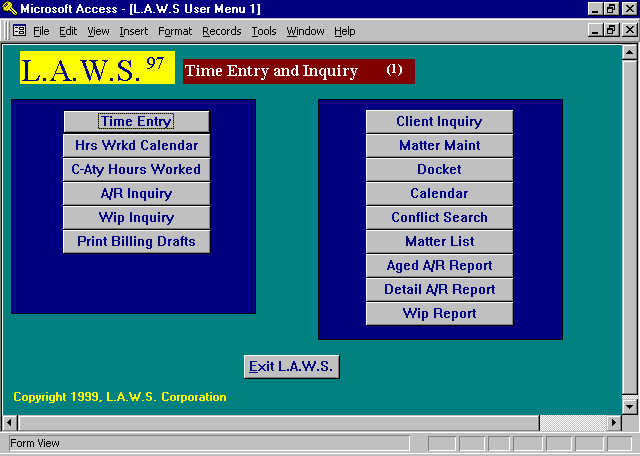 Microsoft Access - [L.A.W.S User Menu 1]
File Edit View Insert Format Records Tools Window Help
L.A.W.S. 97 Time Entry and Inquiry (1)
Time Entry
Hrs Wrkd Calendar
C-Aty Hours Worked
A/R Inquiry
Wip Inquiry
Print Billing Drafts
Client Inquiry
Matter Maint
Docket
Calendar
Conflict Search
Matter List
Aged A/R Report
Detail A/R Report
Wip Report
Exit L.A.W.S.
Copyright 1999, L.A.W.S. Corporation
Form View